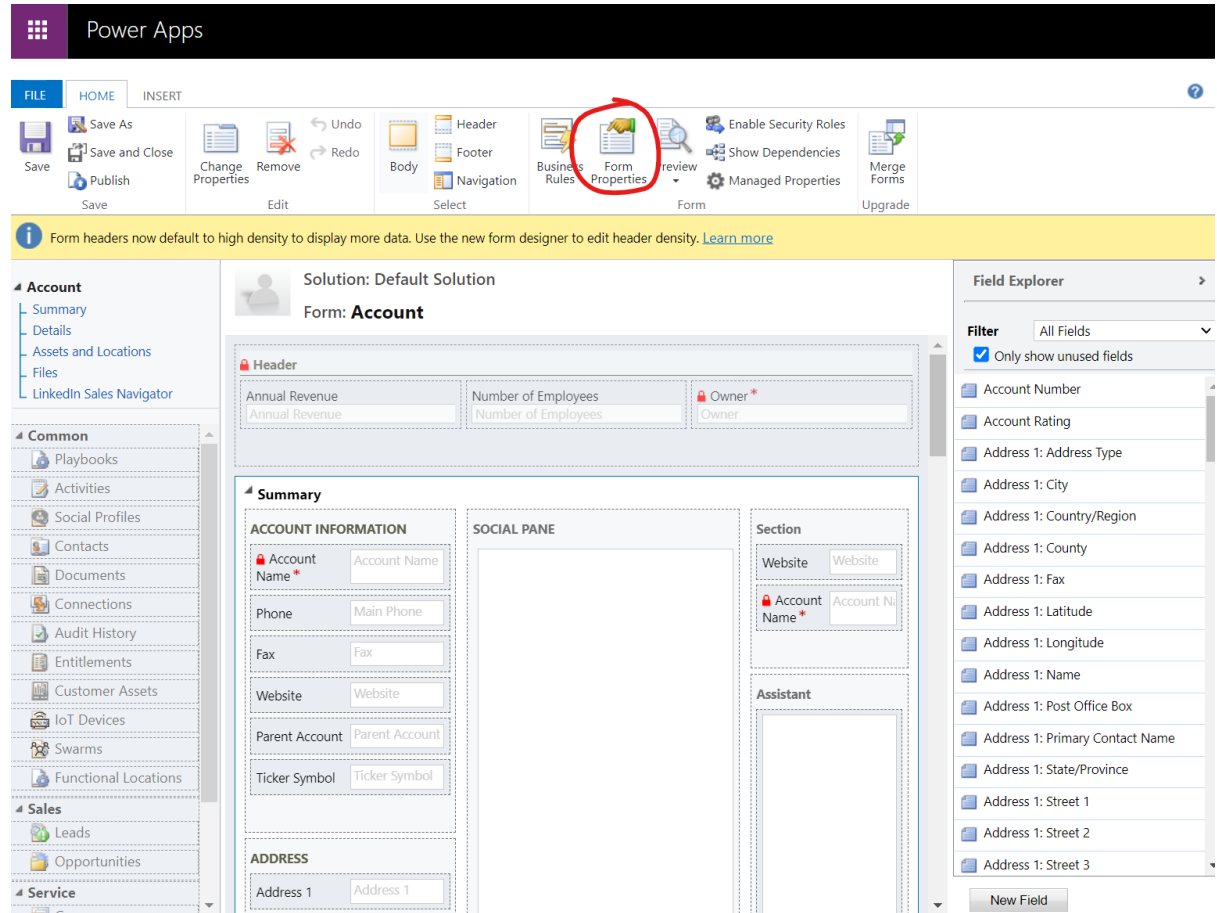 Power Apps
FILE HOME INSERT
Save
Save As
Save and Close
Publish
Save
Change Properties
Remove
Undo
Redo
Edit
Body
Header
Footer
Navigation
Select
Business Rules
Form Properties
Preview
Enable Security Roles
Show Dependencies
Managed Properties
Form
Merge Forms
Upgrade
Form headers now default to high density to display more data. Use the new form designer to edit header density. Learn more
Account
Summary
Details
Assets and Locations
Files
LinkedIn Sales Navigator
Common
Playbooks
Activities
Social Profiles
Contacts
Documents
Connections
Audit History
Entitlements
Customer Assets
IoT Devices
Swarms
Functional Locations
Sales
Leads
Opportunities
Service
Solution: Default Solution
Form: Account
Header
Annual Revenue Number of Employees Owner*
Annual Revenue Number of Employees Owner
Summary
ACCOUNT INFORMATION
Account Name* Account Name
Phone Main Phone
Fax Fax
Website Website
Parent Account Parent Account
Ticker Symbol Ticker Symbol
ADDRESS
Address 1 Address 1
SOCIAL PANE
Section
Website Website
Account Name* Account Na
Assistant
Field Explorer
Filter All Fields
Only show unused fields
Account Number
Account Rating
Address 1: Address Type
Address 1: City
Address 1: Country/Region
Address 1: County
Address 1: Fax
Address 1: Latitude
Address 1: Longitude
Address 1: Name
Address 1: Post Office Box
Address 1: Primary Contact Name
Address 1: State/Province
Address 1: Street 1
Address 1: Street 2
Address 1: Street 3
New Field